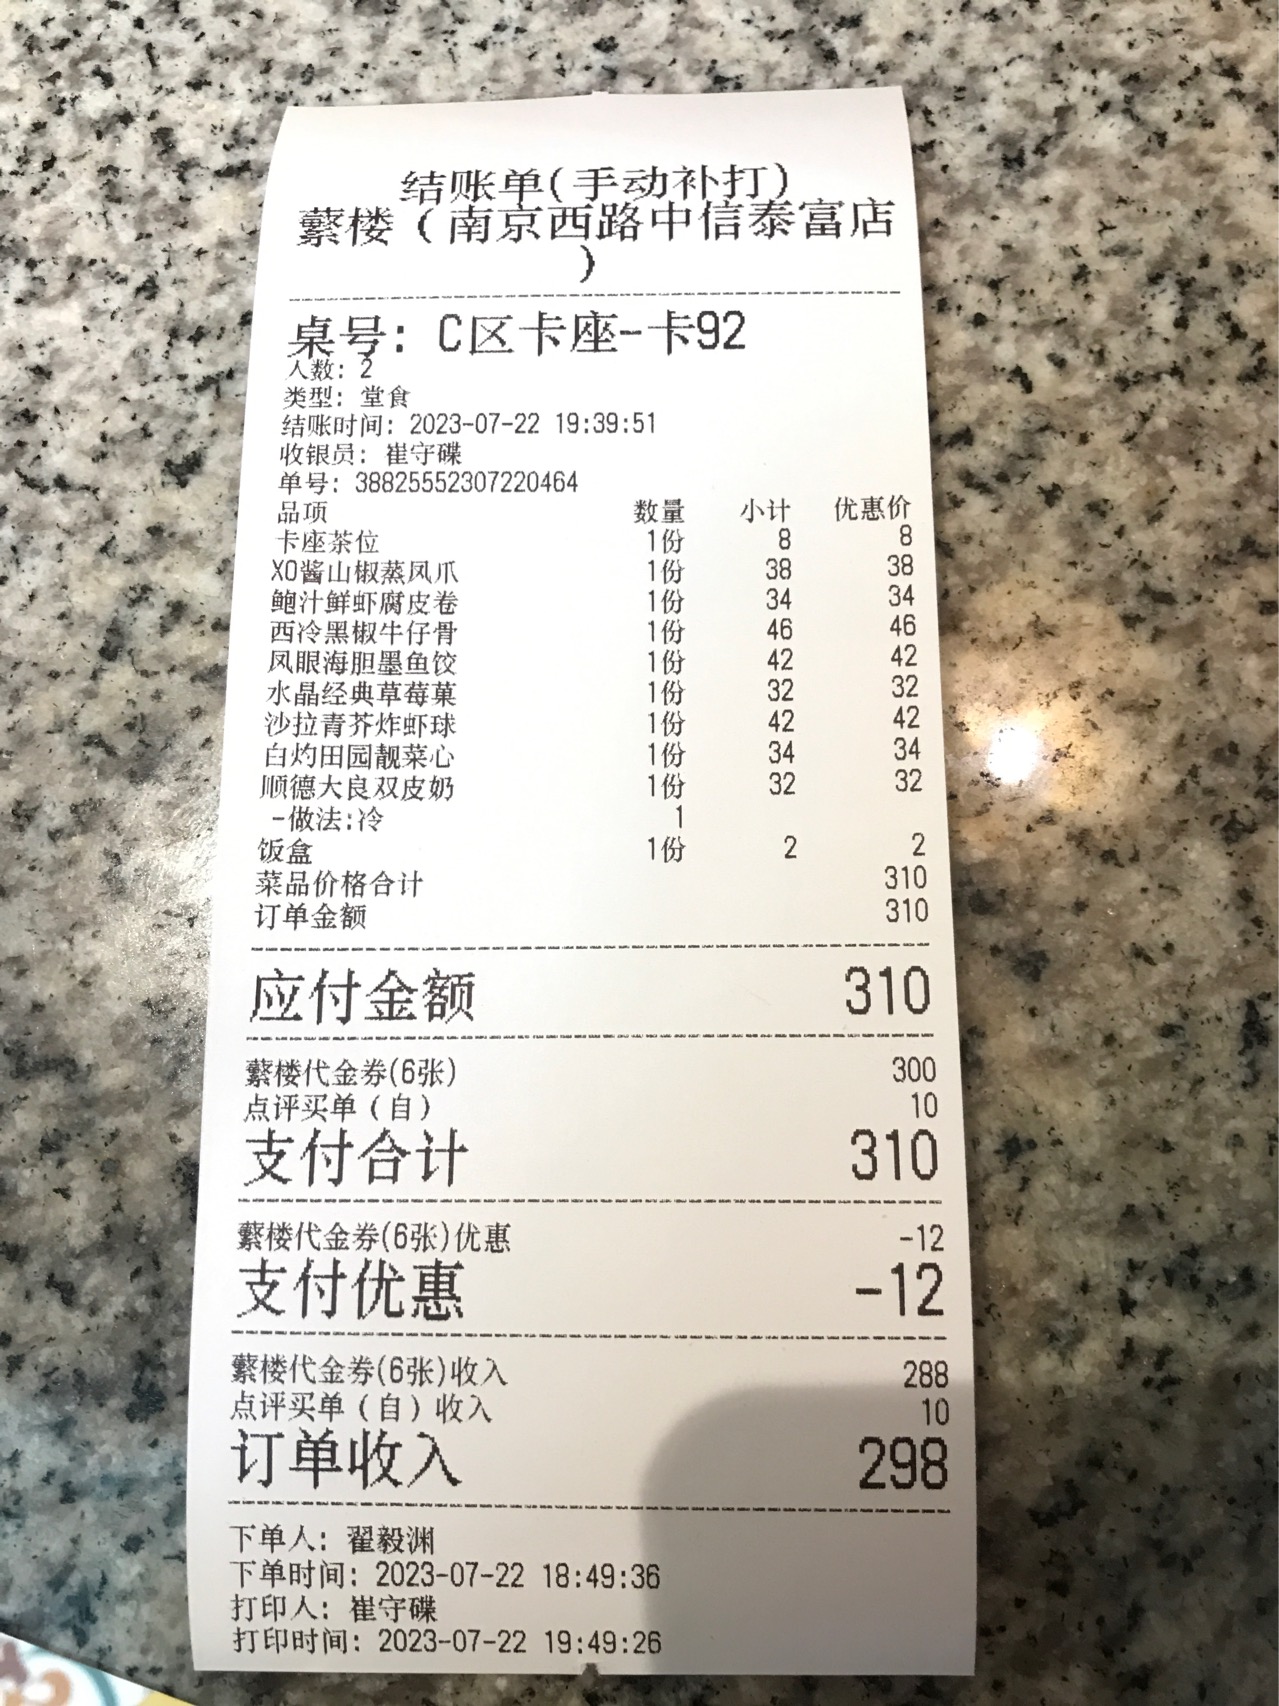 结账单(手动补打)
蘩楼（南京西路中信泰富店
）
桌号: C区卡座-卡92
人数: 2
类型: 堂食
结账时间: 2023-07-22 19:39:51
收银员: 崔守碟
单号: 388255552307220464
品项 数量 小计 优惠价
卡座茶位 1份 8 8
XO酱山椒蒸凤爪 1份 38 38
鲍汁鲜虾腐皮卷 1份 34 34
西冷黑椒牛仔骨 1份 46 46
凤眼海胆墨鱼饺 1份 42 42
水晶经典草莓菓 1份 32 32
沙拉青芥炸虾球 1份 42 42
白灼田园靓菜心 1份 34 34
顺德大良双皮奶 1份 32 32
-做法:冷 1
饭盒 1份 2 2
菜品价格合计 310
订单金额 310
应付金额 310
蘩楼代金券(6张) 300
点评买单（自） 10
支付合计 310
蘩楼代金券(6张)优惠 -12
支付优惠 -12
蘩楼代金券(6张)收入 288
点评买单（自）收入 10
订单收入 298
下单人: 翟毅渊
下单时间: 2023-07-22 18:49:36
打印人: 崔守碟
打印时间: 2023-07-22 19:49:26